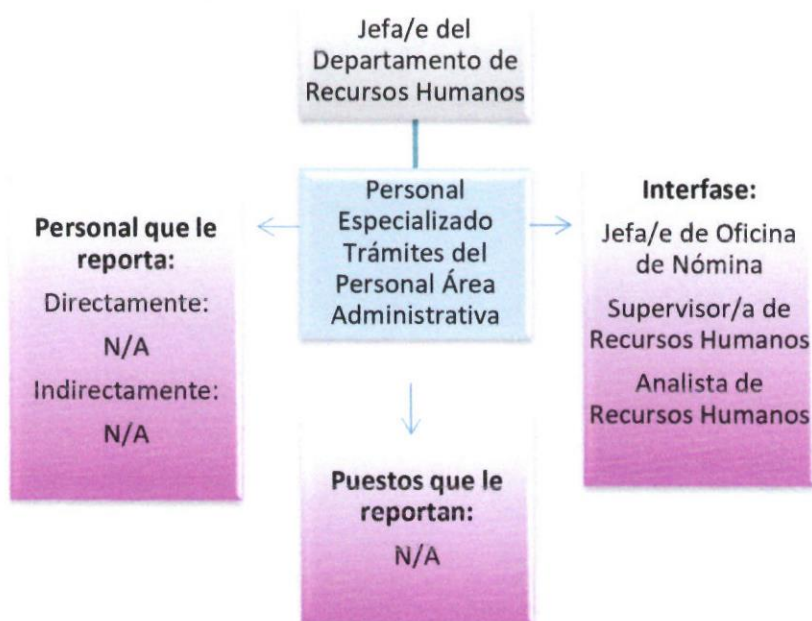 Jefa/e del
Departamento de
Recursos Humanos
Personal
Especializado
Trámites del
Personal Área
Administrativa
Personal que le
reporta:
Directamente:
N/A
Indirectamente:
N/A
Interfase:
Jefa/e de Oficina
de Nómina
Supervisor/a de
Recursos Humanos
Analista de
Recursos Humanos
Puestos que le
reportan:
N/A